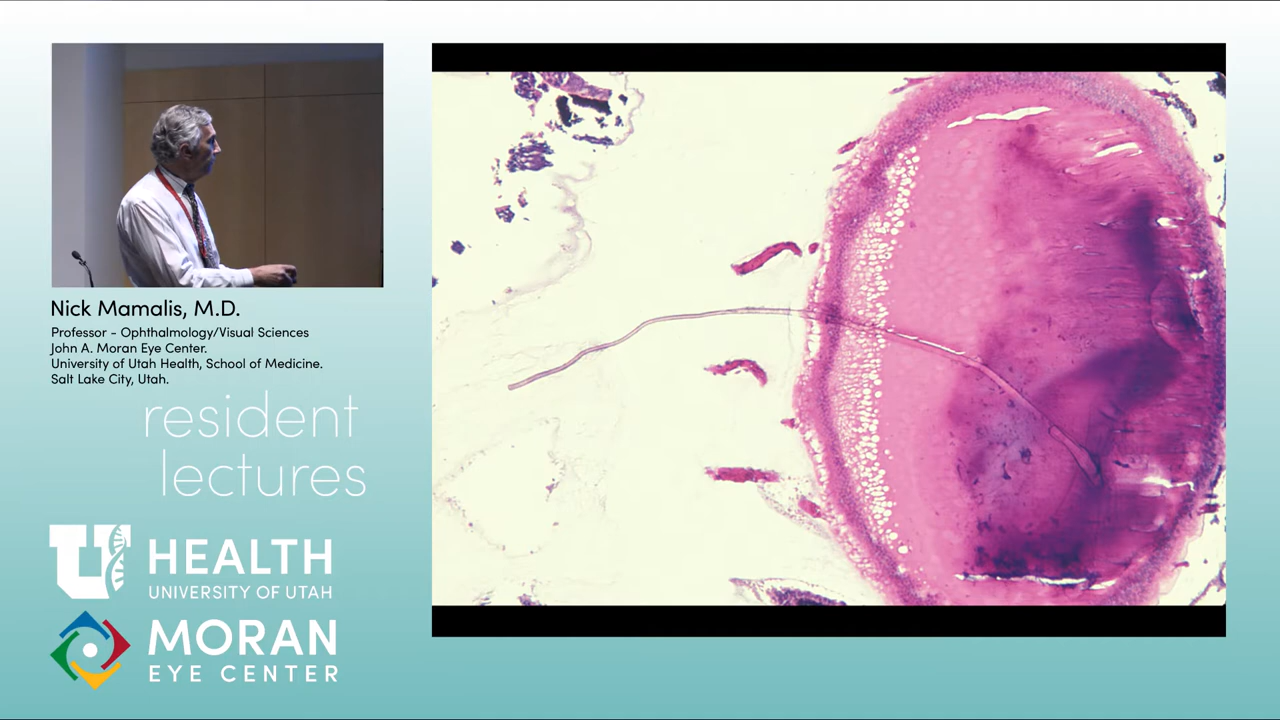 Nick Mamalis, M.D.
Professor - Ophthalmology/Visual Sciences
John A. Moran Eye Center.
University of Utah Health, School of Medicine.
Salt Lake City, Utah.
resident
lectures
U HEALTH
UNIVERSITY OF UTAH
MORAN
EYE CENTER